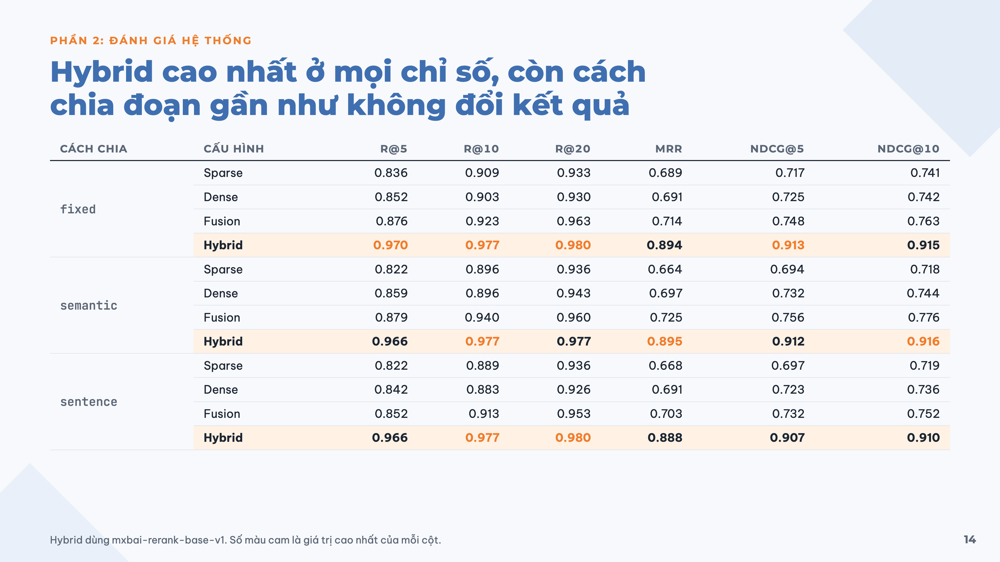 PHẦN 2: ĐÁNH GIÁ HỆ THỐNG
Hybrid cao nhất ở mọi chỉ số, còn cách
chia đoạn gần như không đổi kết quả
CÁCH CHIA CẤU HÌNH R@5 R@10 R@20 MRR NDCG@5 NDCG@10
fixed
Sparse 0.836 0.909 0.933 0.689 0.717 0.741
Dense 0.852 0.903 0.930 0.691 0.725 0.742
Fusion 0.876 0.923 0.963 0.714 0.748 0.763
Hybrid 0.970 0.977 0.980 0.894 0.913 0.915
semantic
Sparse 0.822 0.896 0.936 0.664 0.694 0.718
Dense 0.859 0.896 0.943 0.697 0.732 0.744
Fusion 0.879 0.940 0.960 0.725 0.756 0.776
Hybrid 0.966 0.977 0.977 0.895 0.912 0.916
sentence
Sparse 0.822 0.889 0.936 0.668 0.697 0.719
Dense 0.842 0.883 0.926 0.691 0.723 0.736
Fusion 0.852 0.913 0.953 0.703 0.732 0.752
Hybrid 0.966 0.977 0.980 0.888 0.907 0.910
Hybrid dùng mxbai-rerank-base-v1. Số màu cam là giá trị cao nhất của mỗi cột.
14